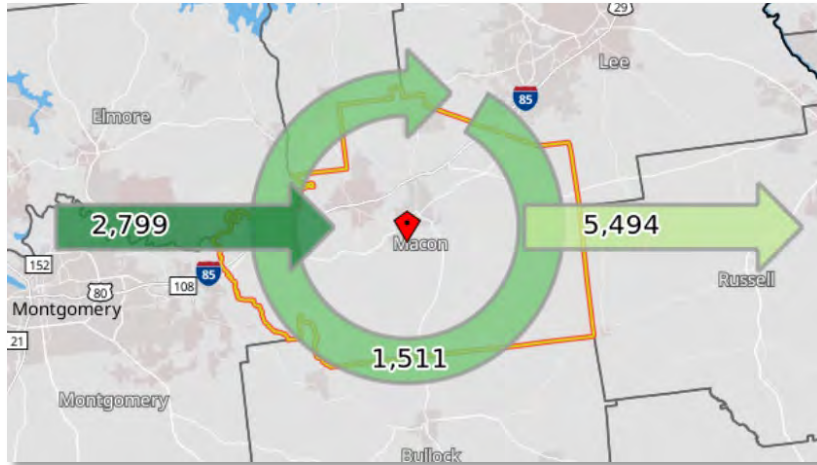 29
Lee
85
Elmore
2,799
5,494
Macon
152
85
80
108
Russell
Montgomery
21
1,511
Montgomery
Bullock